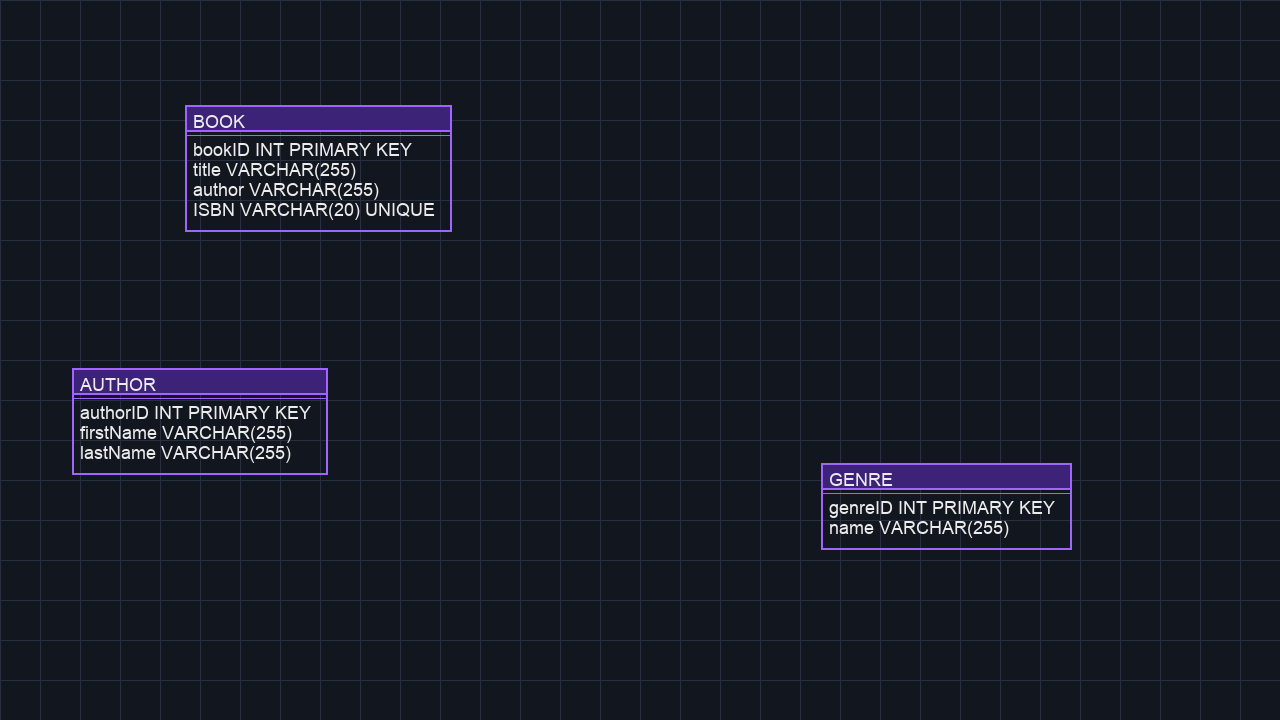 BOOK
bookID INT PRIMARY KEY
title VARCHAR(255)
author VARCHAR(255)
ISBN VARCHAR(20) UNIQUE
AUTHOR
authorID INT PRIMARY KEY
firstName VARCHAR(255)
lastName VARCHAR(255)
GENRE
genreID INT PRIMARY KEY
name VARCHAR(255)